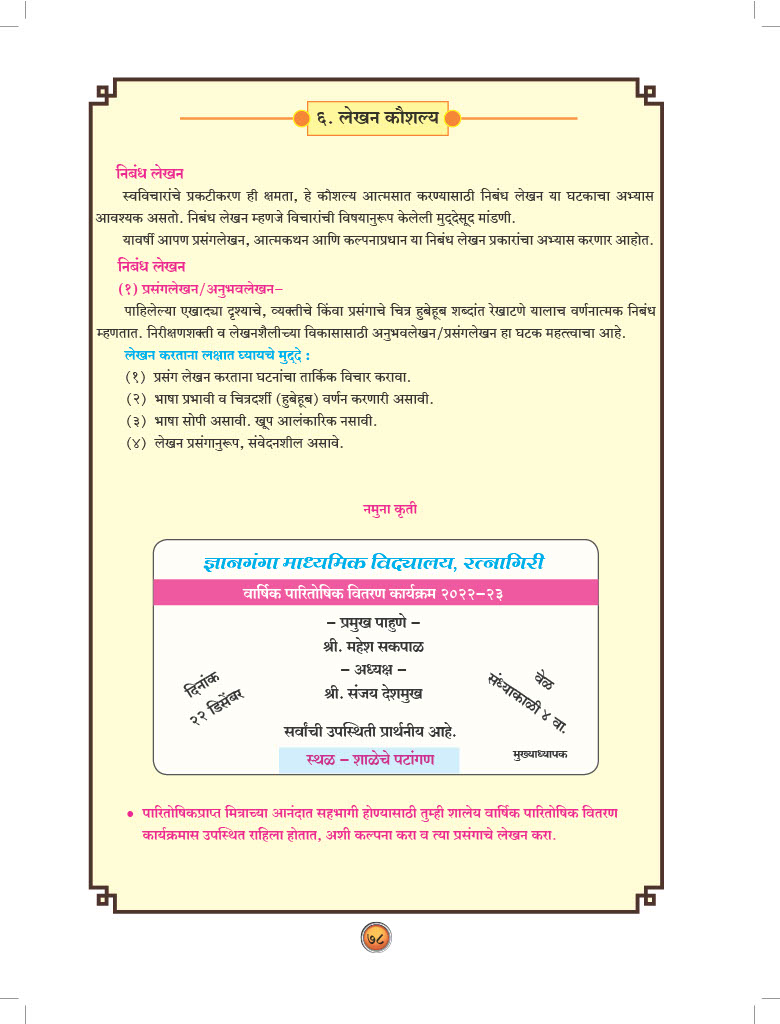 ६. लेखन कौशल्य
निबंध लेखन
स्वविचारांचे प्रकटीकरण ही क्षमता, हे कौशल्य आत्मसात करण्यासाठी निबंध लेखन या घटकाचा अभ्यास
आवश्यक असतो. निबंध लेखन म्हणजे विचारांची विषयानुरूप केलेली मुद्देसूद मांडणी.
यावर्षी आपण प्रसंगलेखन, आत्मकथन आणि कल्पनाप्रधान या निबंध लेखन प्रकारांचा अभ्यास करणार आहोत.
निबंध लेखन
(१) प्रसंगलेखन/अनुभवलेखन–
पाहिलेल्या एखाद्या दृश्याचे, व्यक्तीचे किंवा प्रसंगाचे चित्र हुबेहूब शब्दांत रेखाटणे यालाच वर्णनात्मक निबंध
म्हणतात. निरीक्षणशक्ती व लेखनशैलीच्या विकासासाठी अनुभवलेखन/प्रसंगलेखन हा घटक महत्त्वाचा आहे.
लेखन करताना लक्षात घ्यायचे मुद्दे :
(१) प्रसंग लेखन करताना घटनांचा तार्किक विचार करावा.
(२) भाषा प्रभावी व चित्रदर्शी (हुबेहूब) वर्णन करणारी असावी.
(३) भाषा सोपी असावी. खूप आलंकारिक नसावी.
(४) लेखन प्रसंगानुरूप, संवेदनशील असावे.
नमुना कृती
ज्ञानगंगा माध्यमिक विद्यालय, रत्नागिरी
वार्षिक पारितोषिक वितरण कार्यक्रम २०२२–२३
– प्रमुख पाहुणे –
श्री. महेश सकपाळ
– अध्यक्ष –
श्री. संजय देशमुख
दिनांक
२२ डिसेंबर
वेळ
संध्याकाळी ४ वा.
सर्वांची उपस्थिती प्रार्थनीय आहे.
मुख्याध्यापक
स्थळ – शाळेचे पटांगण
• पारितोषिकप्राप्त मित्राच्या आनंदात सहभागी होण्यासाठी तुम्ही शालेय वार्षिक पारितोषिक वितरण
कार्यक्रमास उपस्थित राहिला होतात, अशी कल्पना करा व त्या प्रसंगाचे लेखन करा.
७८